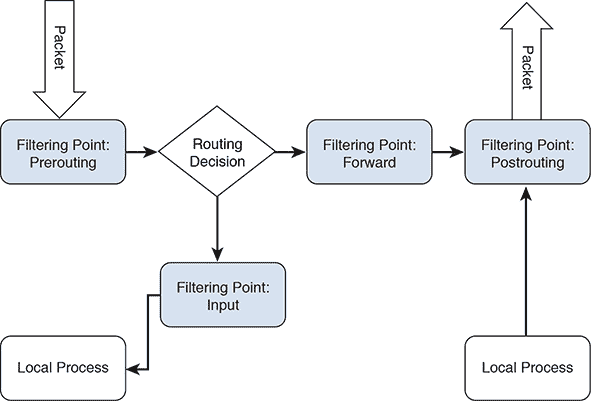 Packet
Packet
Filtering Point:
Prerouting
Routing
Decision
Filtering Point:
Forward
Filtering Point:
Postrouting
Filtering Point:
Input
Local Process
Local Process